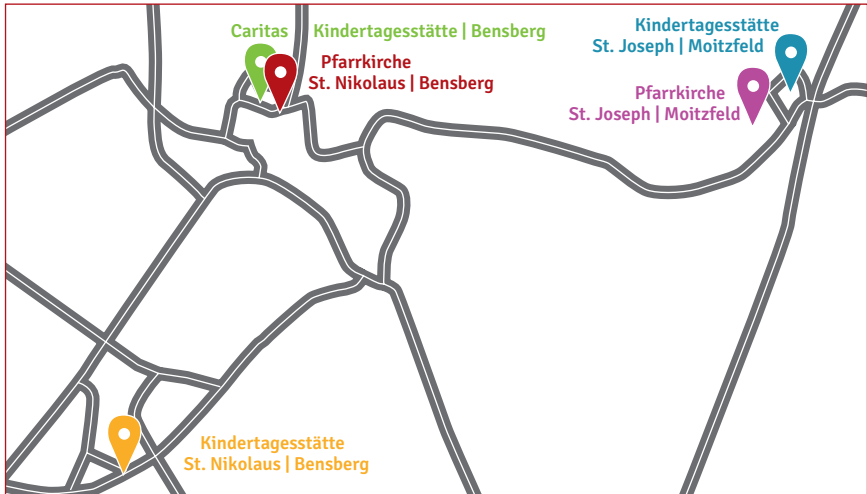 Caritas Kindertagesstätte | Bensberg
Pfarrkirche
St. Nikolaus | Bensberg
Kindertagesstätte
St. Joseph | Moitzfeld
Pfarrkirche
St. Joseph | Moitzfeld
Kindertagesstätte
St. Nikolaus | Bensberg